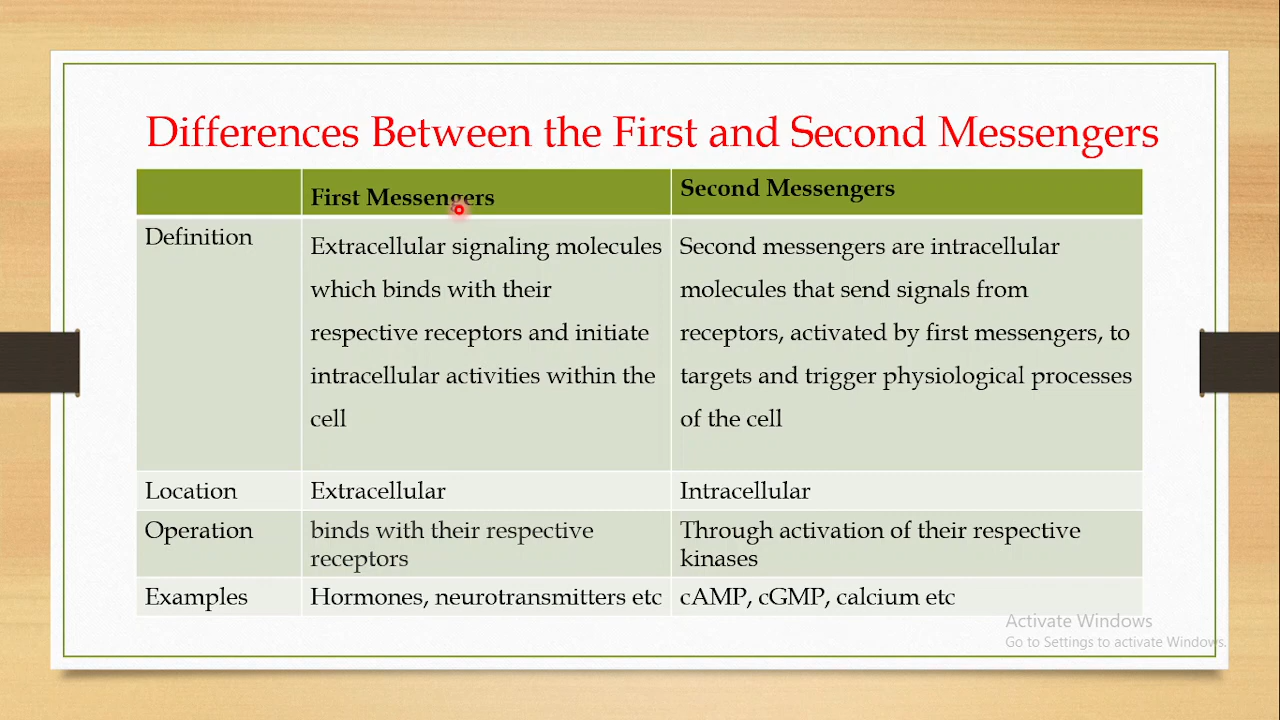 Differences Between the First and Second Messengers
First Messengers
Second Messengers
Definition
Extracellular signaling molecules
which binds with their
respective receptors and initiate
intracellular activities within the
cell
Second messengers are intracellular
molecules that send signals from
receptors, activated by first messengers, to
targets and trigger physiological processes
of the cell
Location
Extracellular
Intracellular
Operation
binds with their respective
receptors
Through activation of their respective
kinases
Examples
Hormones, neurotransmitters etc
cAMP, cGMP, calcium etc
Activate Windows
Go to Settings to activate Windows.